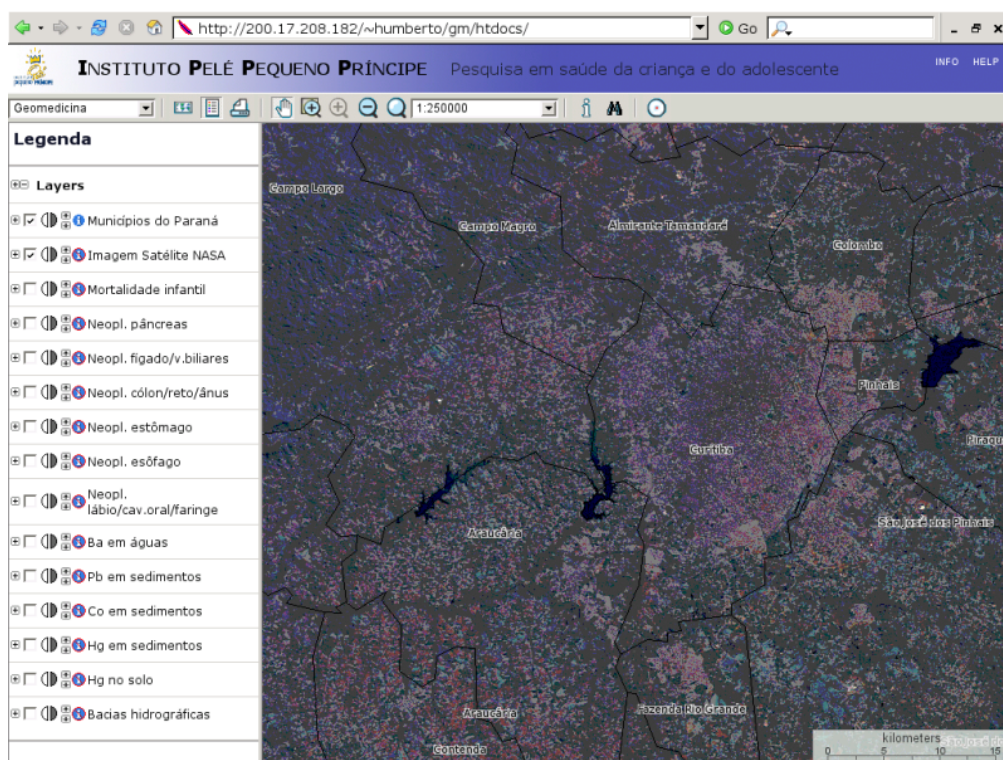 http://200.17.208.182/~humberto/gm/htdocs/
Go
INSTITUTO PELÉ PEQUENO PRÍNCIPE Pesquisa em saúde da criança e do adolescente
INFO HELP
Geomedicina
1:250000
Legenda
Layers
Municípios do Paraná
Imagem Satélite NASA
Mortalidade infantil
Neopl. pâncreas
Neopl. fígado/v.biliares
Neopl. cólon/reto/ânus
Neopl. estômago
Neopl. esôfago
Neopl.
lábio/cav.oral/faringe
Ba em águas
Pb em sedimentos
Co em sedimentos
Hg em sedimentos
Hg no solo
Bacias hidrográficas
Campo Largo
Campo Magro
Almirante Tamandaré
Colombo
Pinhais
Piraqu
Curitiba
São José dos Pinhais
Araucária
Araucária
Fazenda Rio Grande
Contenda
kilometers
0 5 10 15